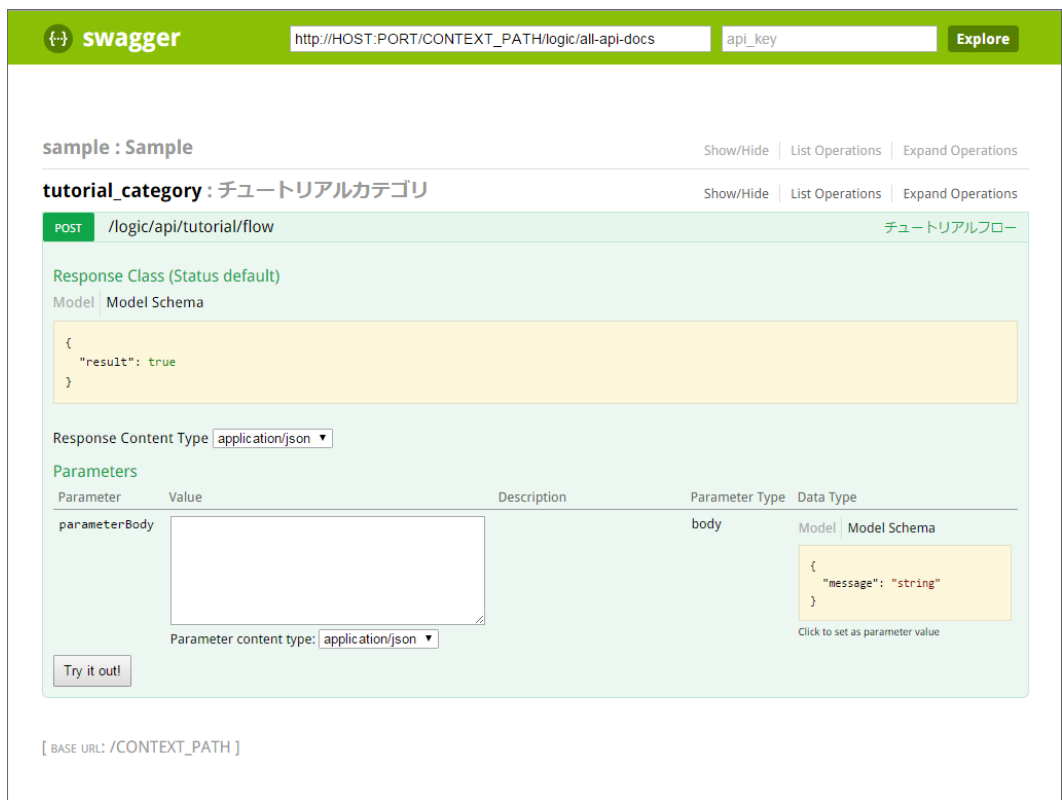 {···} swagger http://HOST:PORT/CONTEXT_PATH/logic/all-api-docs api_key Explore
sample : Sample Show/Hide List Operations Expand Operations
tutorial_category : チュートリアルカテゴリ Show/Hide List Operations Expand Operations
POST /logic/api/tutorial/flow チュートリアルフロー
Response Class (Status default)
Model Model Schema
{
"result": true
}
Response Content Type application/json
Parameters
Parameter Value Description Parameter Type Data Type
parameterBody body Model Model Schema
{
"message": "string"
}
Click to set as parameter value
Parameter content type: application/json
Try it out!
[ BASE URL: /CONTEXT_PATH ]